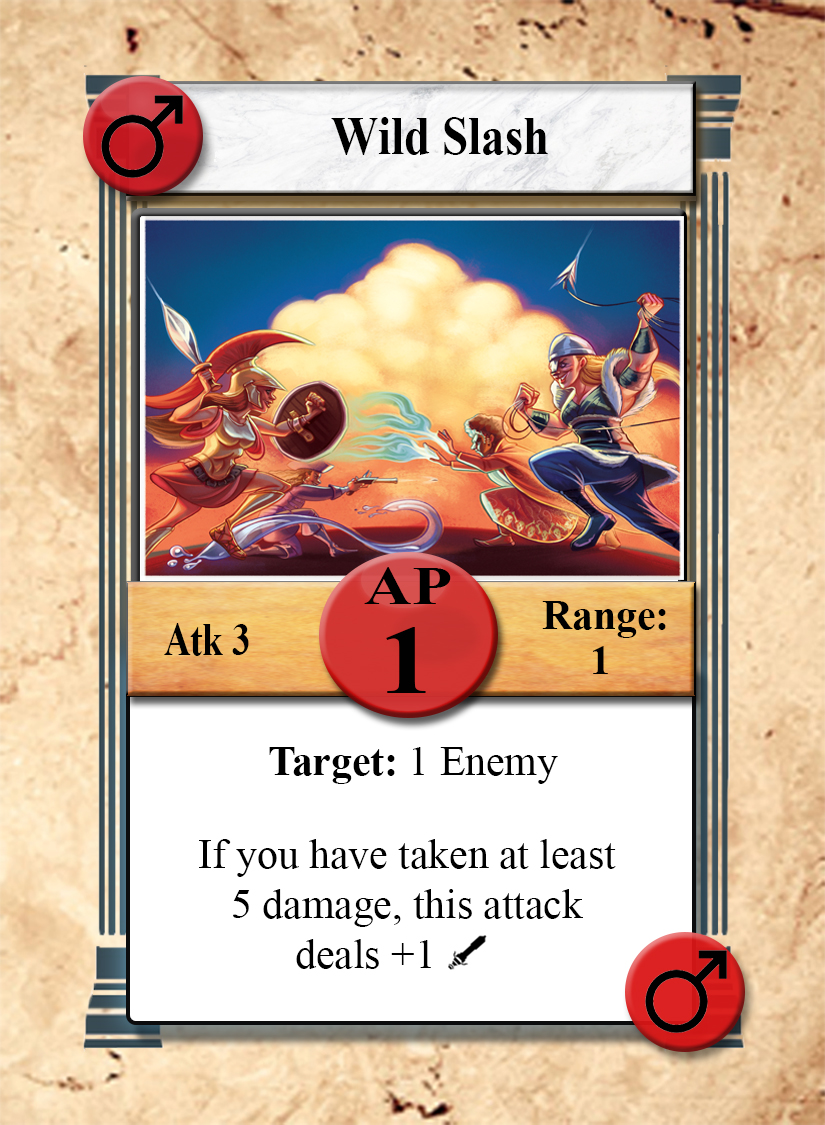 Wild Slash
Atk 3
AP
1
Range:
1
Target: 1 Enemy
If you have taken at least
5 damage, this attack
deals +1